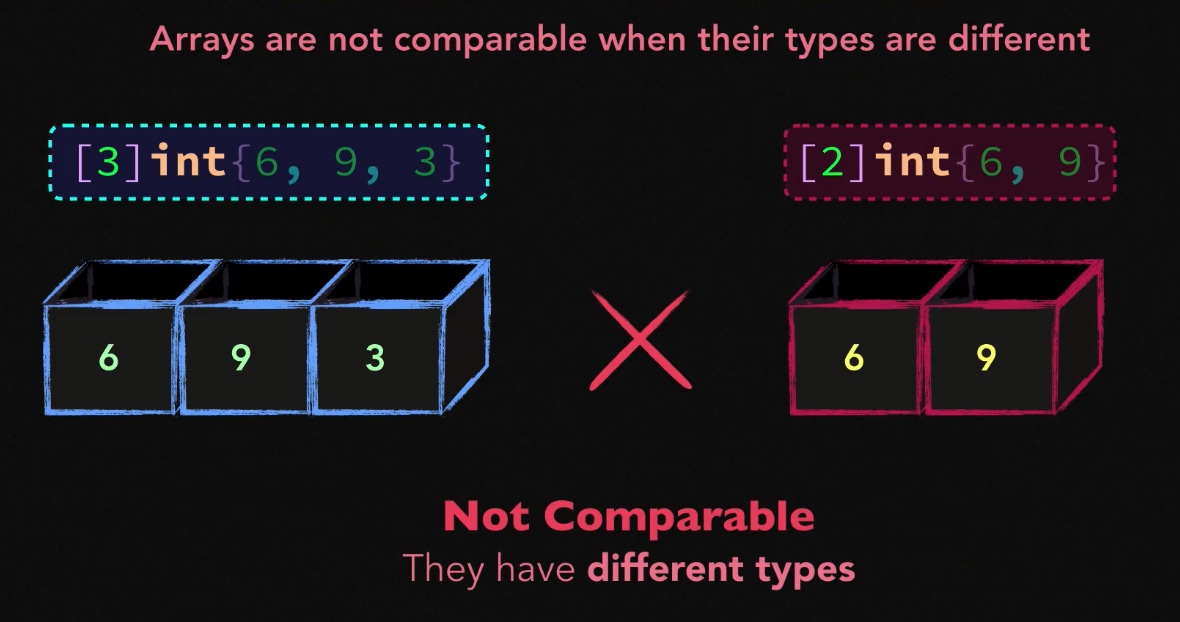 Arrays are not comparable when their types are different
[3]int{6, 9, 3}
[2]int{6, 9}
6 9 3
6 9
Not Comparable
They have different types